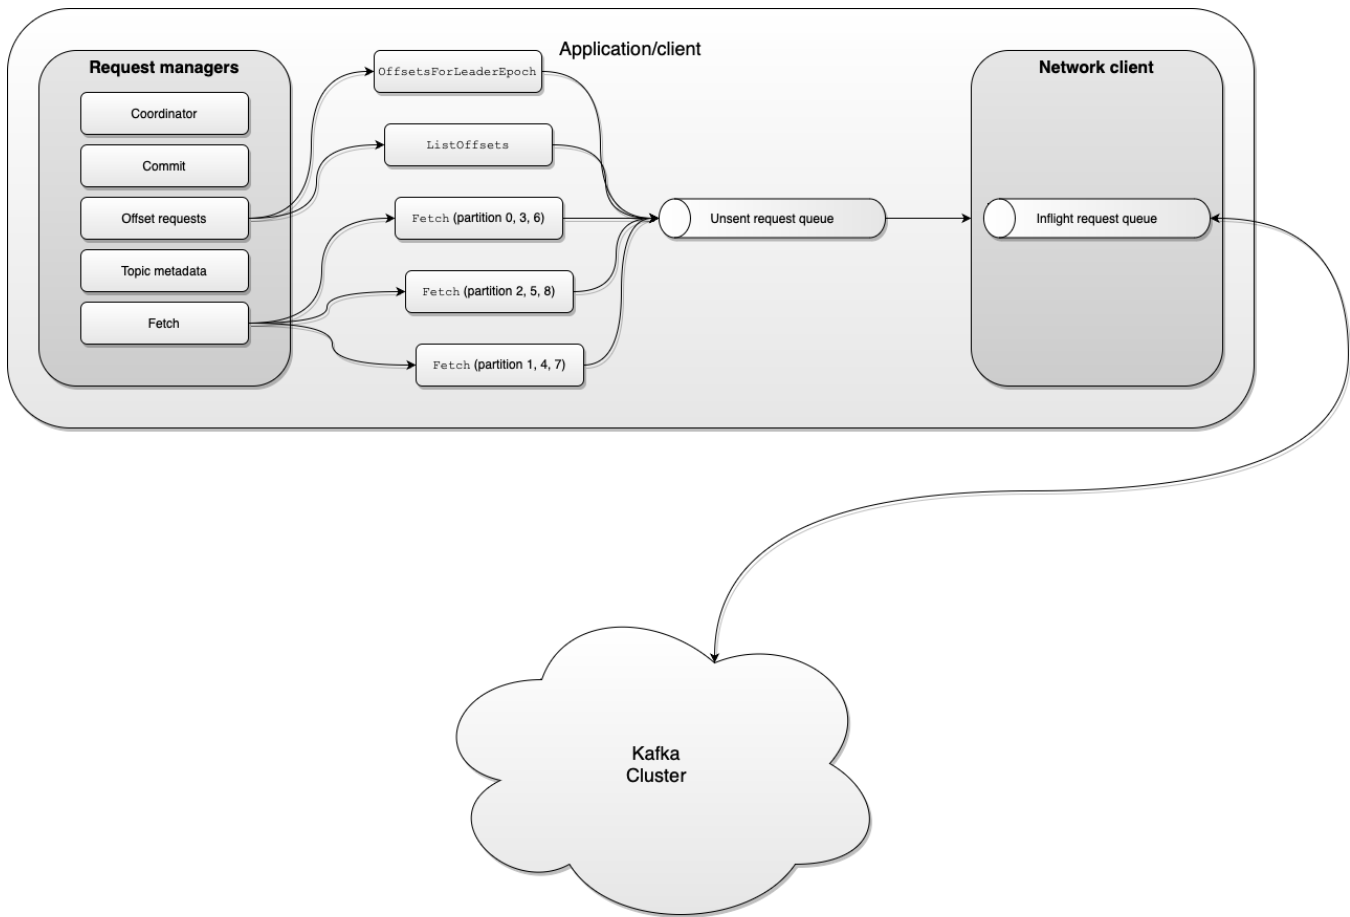 Application/client
Request managers
Coordinator
Commit
Offset requests
Topic metadata
Fetch
OffsetsForLeaderEpoch
ListOffsets
Fetch (partition 0, 3, 6)
Fetch (partition 2, 5, 8)
Fetch (partition 1, 4, 7)
Unsent request queue
Network client
Inflight request queue
Kafka
Cluster